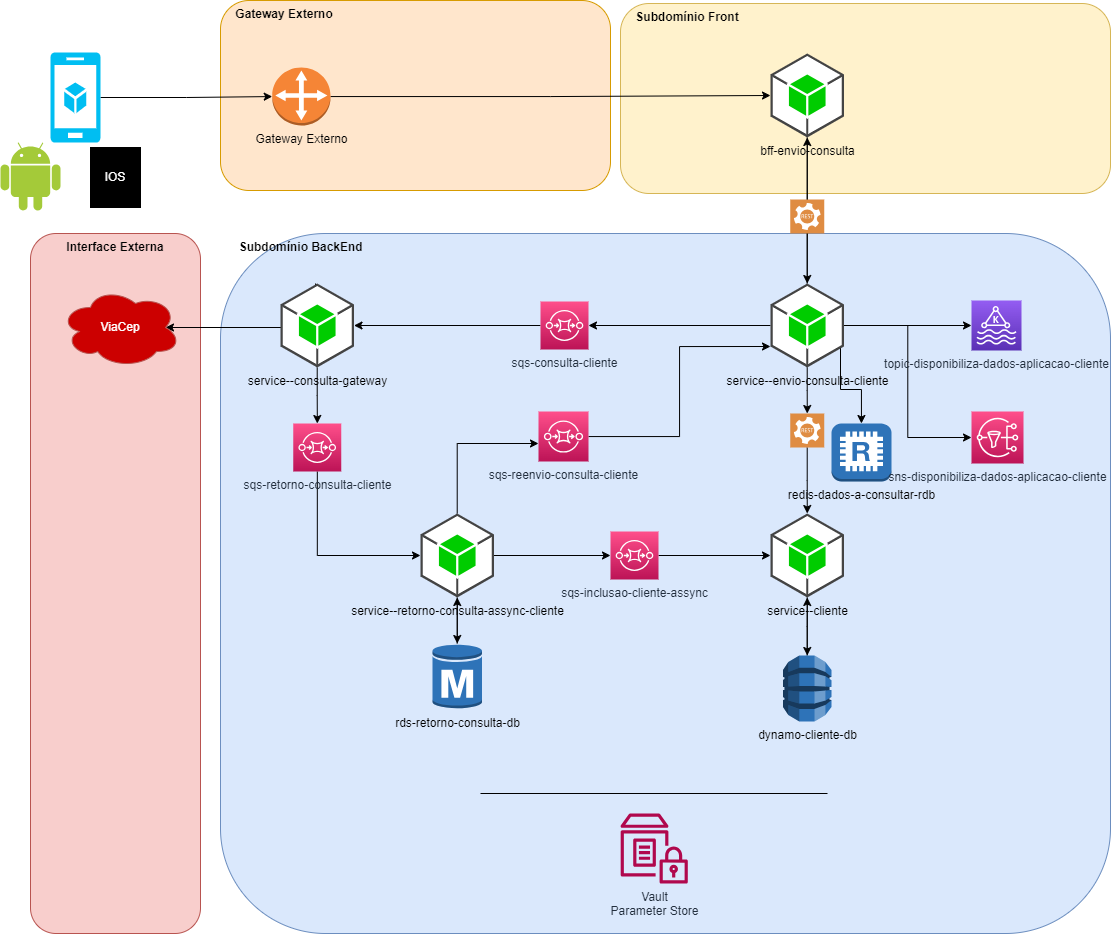 Gateway Externo
Subdomínio Front
Gateway Externo
bff-envio-consulta
IOS
REST
Interface Externa
Subdomínio BackEnd
ViaCep
K
sqs-consulta-cliente
topic-disponibiliza-dados-aplicacao-cliente
service--consulta-gateway
service--envio-consulta-cliente
REST
R
sqs-retorno-consulta-cliente
sqs-reenvio-consulta-cliente
sns-disponibiliza-dados-aplicacao-cliente
redis-dados-a-consultar-rdb
sqs-inclusao-cliente-assync
service--retorno-consulta-assync-cliente
service--cliente
M
rds-retorno-consulta-db
dynamo-cliente-db
Vault
Parameter Store